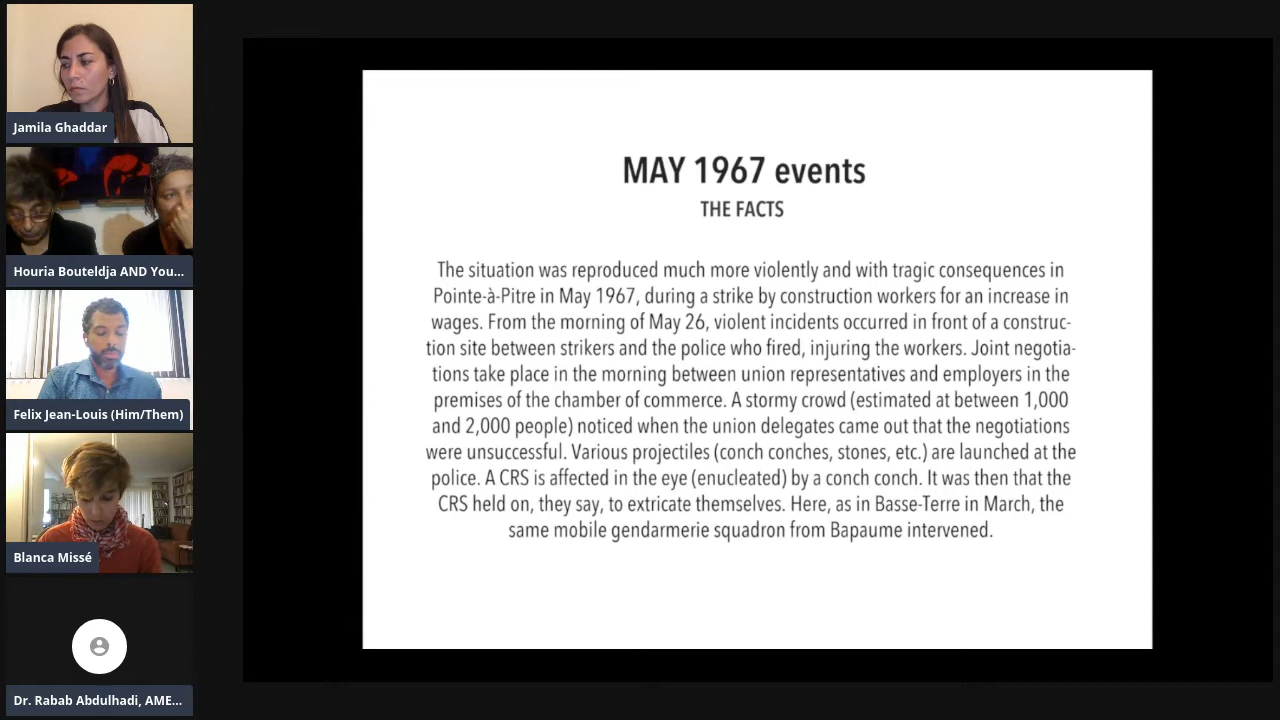 Jamila Ghaddar
Houria Bouteldja AND You...
Felix Jean-Louis (Him/Them)
Blanca Missé
Dr. Rabab Abdulhadi, AME...
MAY 1967 events
THE FACTS
The situation was reproduced much more violently and with tragic consequences in
Pointe-à-Pitre in May 1967, during a strike by construction workers for an increase in
wages. From the morning of May 26, violent incidents occurred in front of a construc-
tion site between strikers and the police who fired, injuring the workers. Joint negotia-
tions take place in the morning between union representatives and employers in the
premises of the chamber of commerce. A stormy crowd (estimated at between 1,000
and 2,000 people) noticed when the union delegates came out that the negotiations
were unsuccessful. Various projectiles (conch conches, stones, etc.) are launched at the
police. A CRS is affected in the eye (enucleated) by a conch conch. It was then that the
CRS held on, they say, to extricate themselves. Here, as in Basse-Terre in March, the
same mobile gendarmerie squadron from Bapaume intervened.